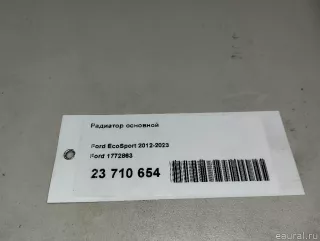 Радиатор основной
Ford EcoSport 2012-2023
Ford 1772863
23 710 654
eaural.ru